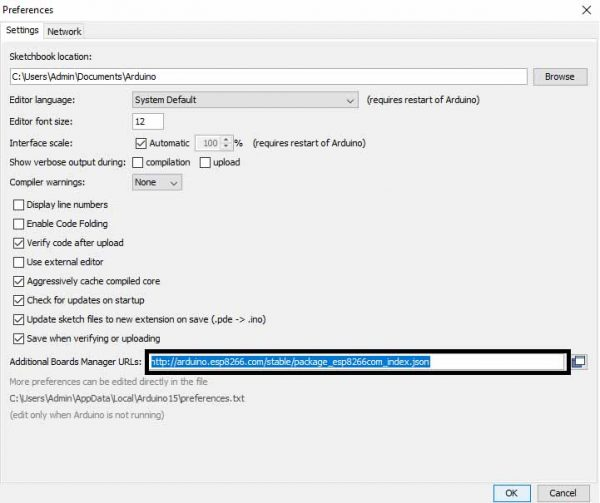 Preferences
Settings Network
Sketchbook location:
C:\Users\Admin\Documents\Arduino Browse
Editor language: System Default (requires restart of Arduino)
Editor font size: 12
Interface scale: Automatic 100 % (requires restart of Arduino)
Show verbose output during: compilation upload
Compiler warnings: None
Display line numbers
Enable Code Folding
Verify code after upload
Use external editor
Aggressively cache compiled core
Check for updates on startup
Update sketch files to new extension on save (.pde -> .ino)
Save when verifying or uploading
Additional Boards Manager URLs: http://arduino.esp8266.com/stable/package_esp8266com_index.json
More preferences can be edited directly in the file
C:\Users\Admin\AppData\Local\Arduino15\preferences.txt
(edit only when Arduino is not running)
OK Cancel